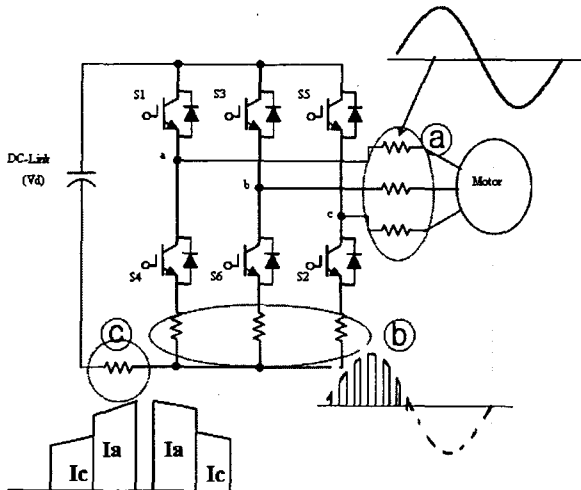 S1
S3
S5
ⓐ
DC-Link
(Vd)
a
b
c
Motor
S4
S6
S2
ⓒ
ⓑ
Ia
Ia
Ic
Ic